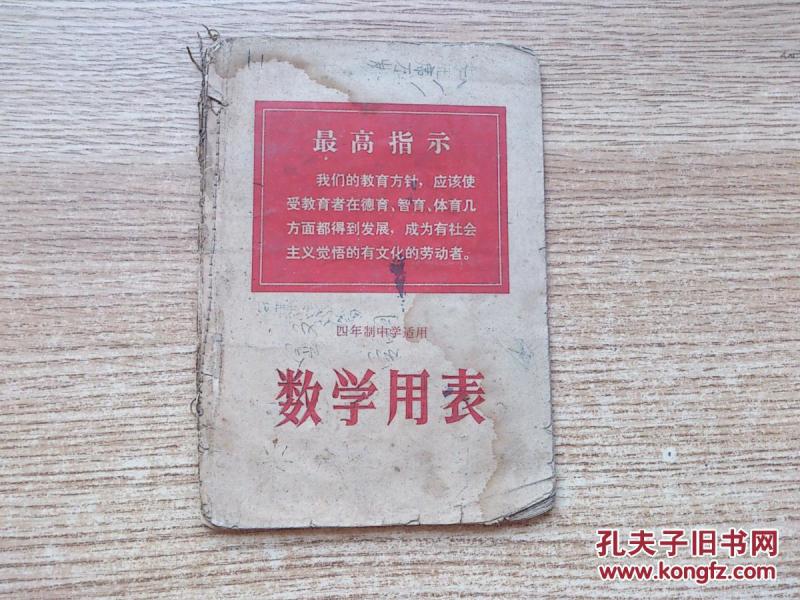 最高指示
我们的教育方针，应该使
受教育者在德育、智育、体育几
方面都得到发展，成为有社会
主义觉悟的有文化的劳动者。
四年制中学适用
数学用表
孔夫子旧书网
www.kongfz.com